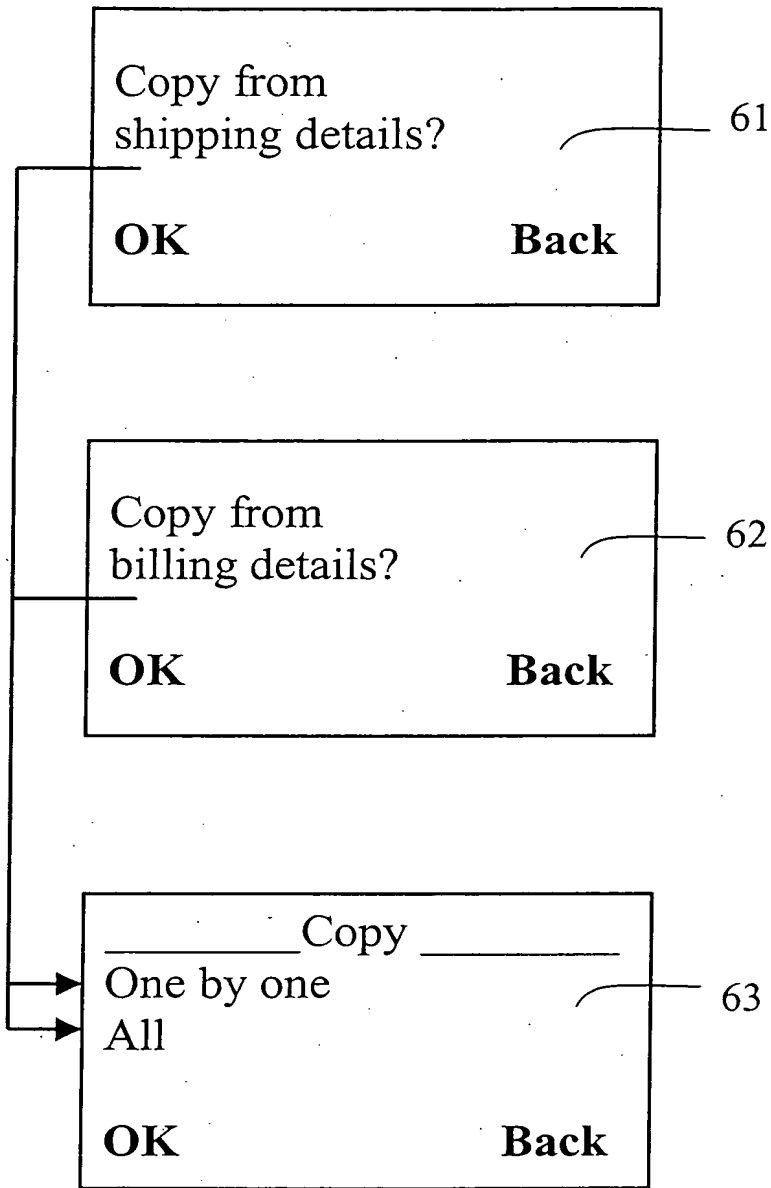 Copy from
shipping details?
61
OK Back
Copy from
billing details?
62
OK Back
Copy
One by one
63
All
OK Back